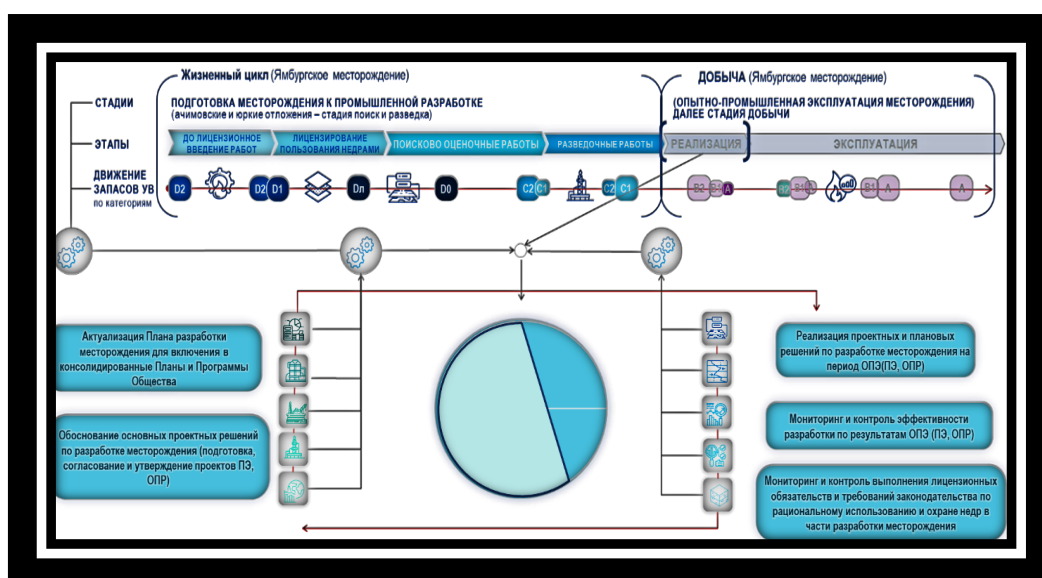 Жизненный цикл (Ямбургское месторождение)
ДОБЫЧА (Ямбургское месторождение)
СТАДИИ
ПОДГОТОВКА МЕСТОРОЖДЕНИЯ К ПРОМЫШЛЕННОЙ РАЗРАБОТКЕ
(ачимовские и юркие отложения – стадия поиск и разведка)
(ОПЫТНО-ПРОМЫШЛЕННАЯ ЭКСПЛУАТАЦИЯ МЕСТОРОЖДЕНИЯ)
ДАЛЕЕ СТАДИЯ ДОБЫЧИ
ЭТАПЫ
ДО ЛИЦЕНЗИОННОЕ
ВВЕДЕНИЕ РАБОТ
ЛИЦЕНЗИРОВАНИЕ
ПОЛЬЗОВАНИЯ НЕДРАМИ
ПОИСКОВО ОЦЕНОЧНЫЕ РАБОТЫ
РАЗВЕДОЧНЫЕ РАБОТЫ
РЕАЛИЗАЦИЯ
ЭКСПЛУАТАЦИЯ
ДВИЖЕНИЕ
ЗАПАСОВ УВ
по категориям
D2 D2 D1 Dл D0 C2 C1 C2 C1 B2 B1 A B2 B1 A B1 A A
Актуализация Плана разработки
месторождения для включения в
консолидированные Планы и Программы
Общества
Обоснование основных проектных решений
по разработке месторождения (подготовка,
согласование и утверждение проектов ПЭ,
ОПР)
Реализация проектных и плановых
решений по разработке месторождения на
период ОПЭ(ПЭ, ОПР)
Мониторинг и контроль эффективности
разработки по результатам ОПЭ (ПЭ, ОПР)
Мониторинг и контроль выполнения лицензионных
обязательств и требований законодательства по
рациональному использованию и охране недр в
части разработки месторождения